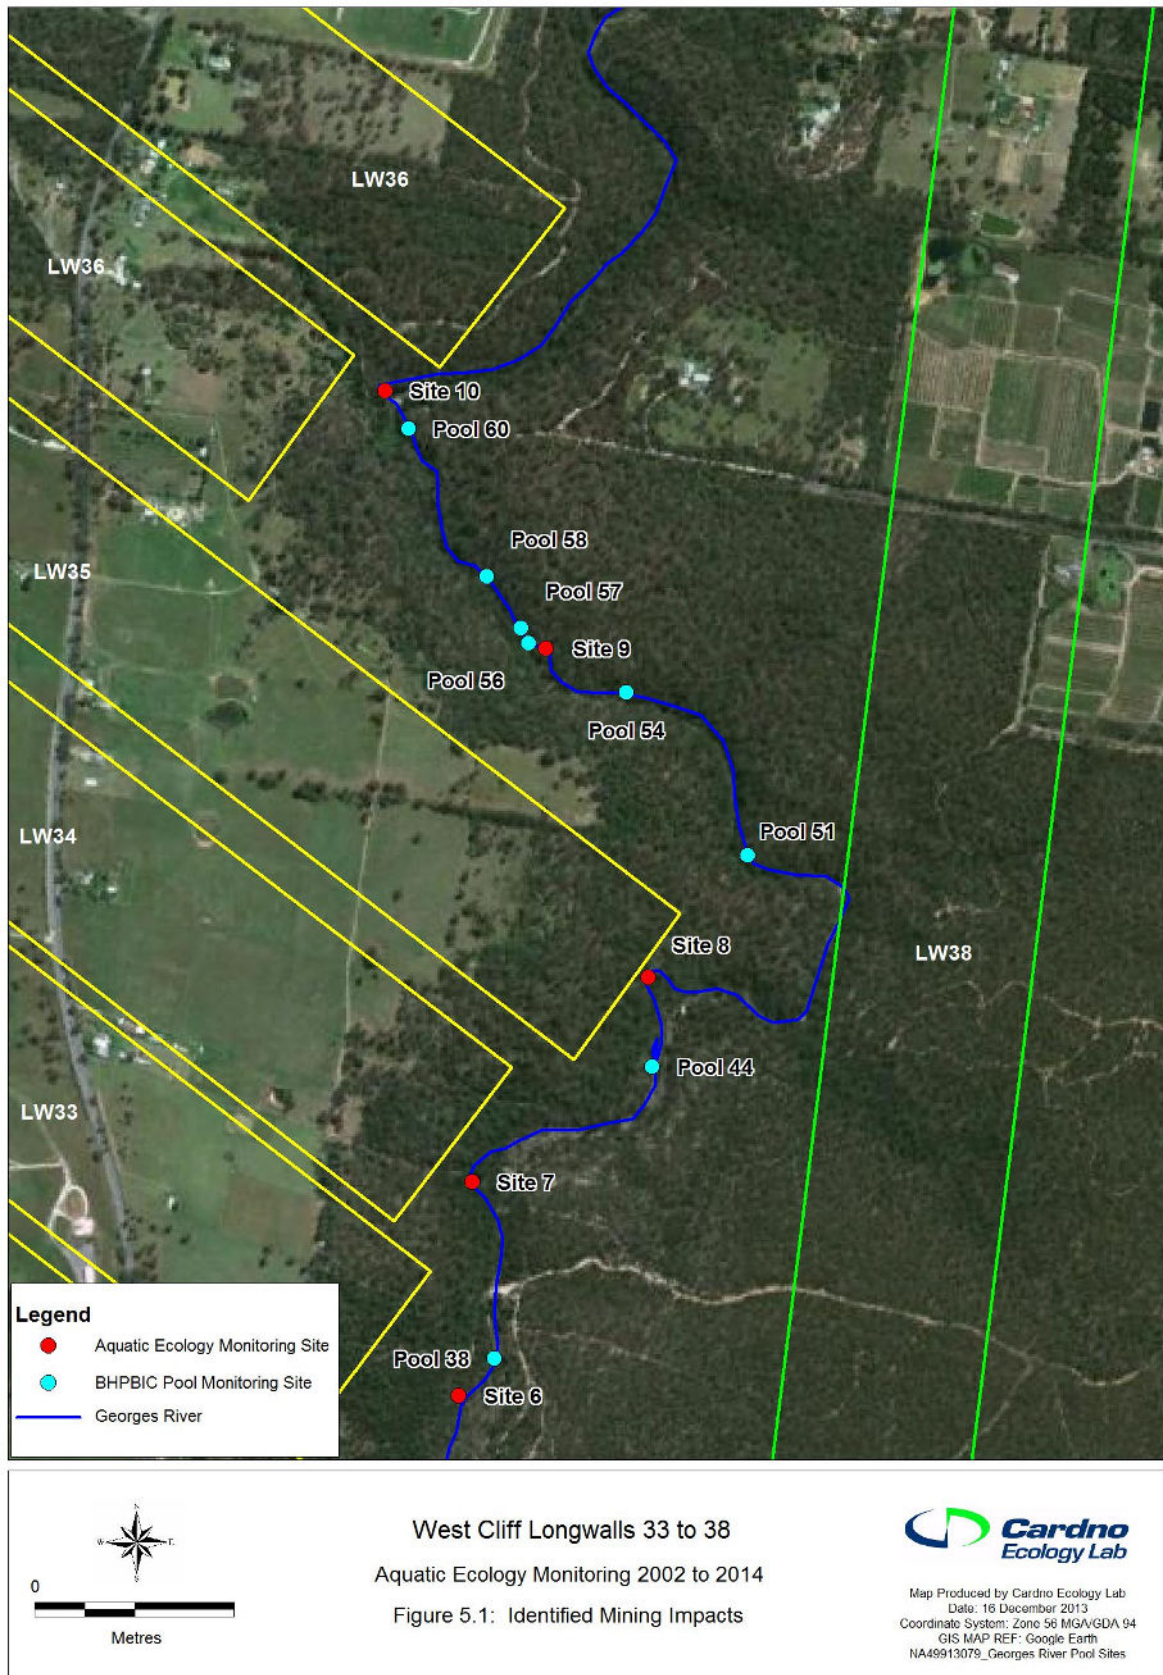 LW36
LW36
Site 10
Pool 60
Pool 58
LW35
Pool 57
Site 9
Pool 56
Pool 54
LW34
Pool 51
Site 8
LW38
Pool 44
LW33
Site 7
Legend
Aquatic Ecology Monitoring Site
BHPBIC Pool Monitoring Site
Georges River
Pool 38
Site 6
N
W
E
S
0
Metres
West Cliff Longwalls 33 to 38
Aquatic Ecology Monitoring 2002 to 2014
Figure 5.1: Identified Mining Impacts
Cardno
Ecology Lab
Map Produced by Cardno Ecology Lab
Date: 16 December 2013
Coordinate System: Zone 56 MGA/GDA 94
GIS MAP REF: Google Earth
NA49913079_Georges River Pool Sites